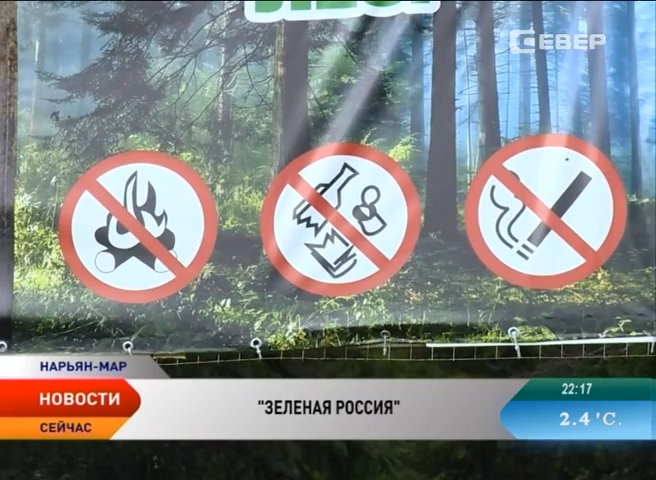 СЕВЕР
НАРЬЯН-МАР
НОВОСТИ
СЕЙЧАС
"ЗЕЛЕНАЯ РОССИЯ"
22:17
2.4 'C.